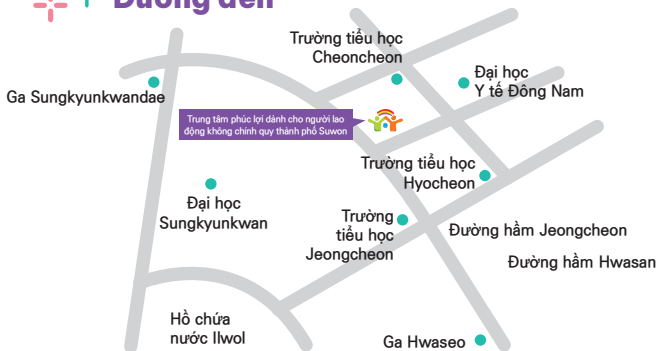 Đường đến
Trường tiểu học
Cheoncheon
Đại học
Y tế Đông Nam
Ga Sungkyunkwandae
Trung tâm phúc lợi dành cho người lao
động không chính quy thành phố Suwon
Trường tiểu học
Hyocheon
Đại học
Sungkyunkwan
Trường
tiểu học
Jeongcheon
Đường hầm Jeongcheon
Đường hầm Hwasan
Hồ chứa
nước Ilwol
Ga Hwaseo